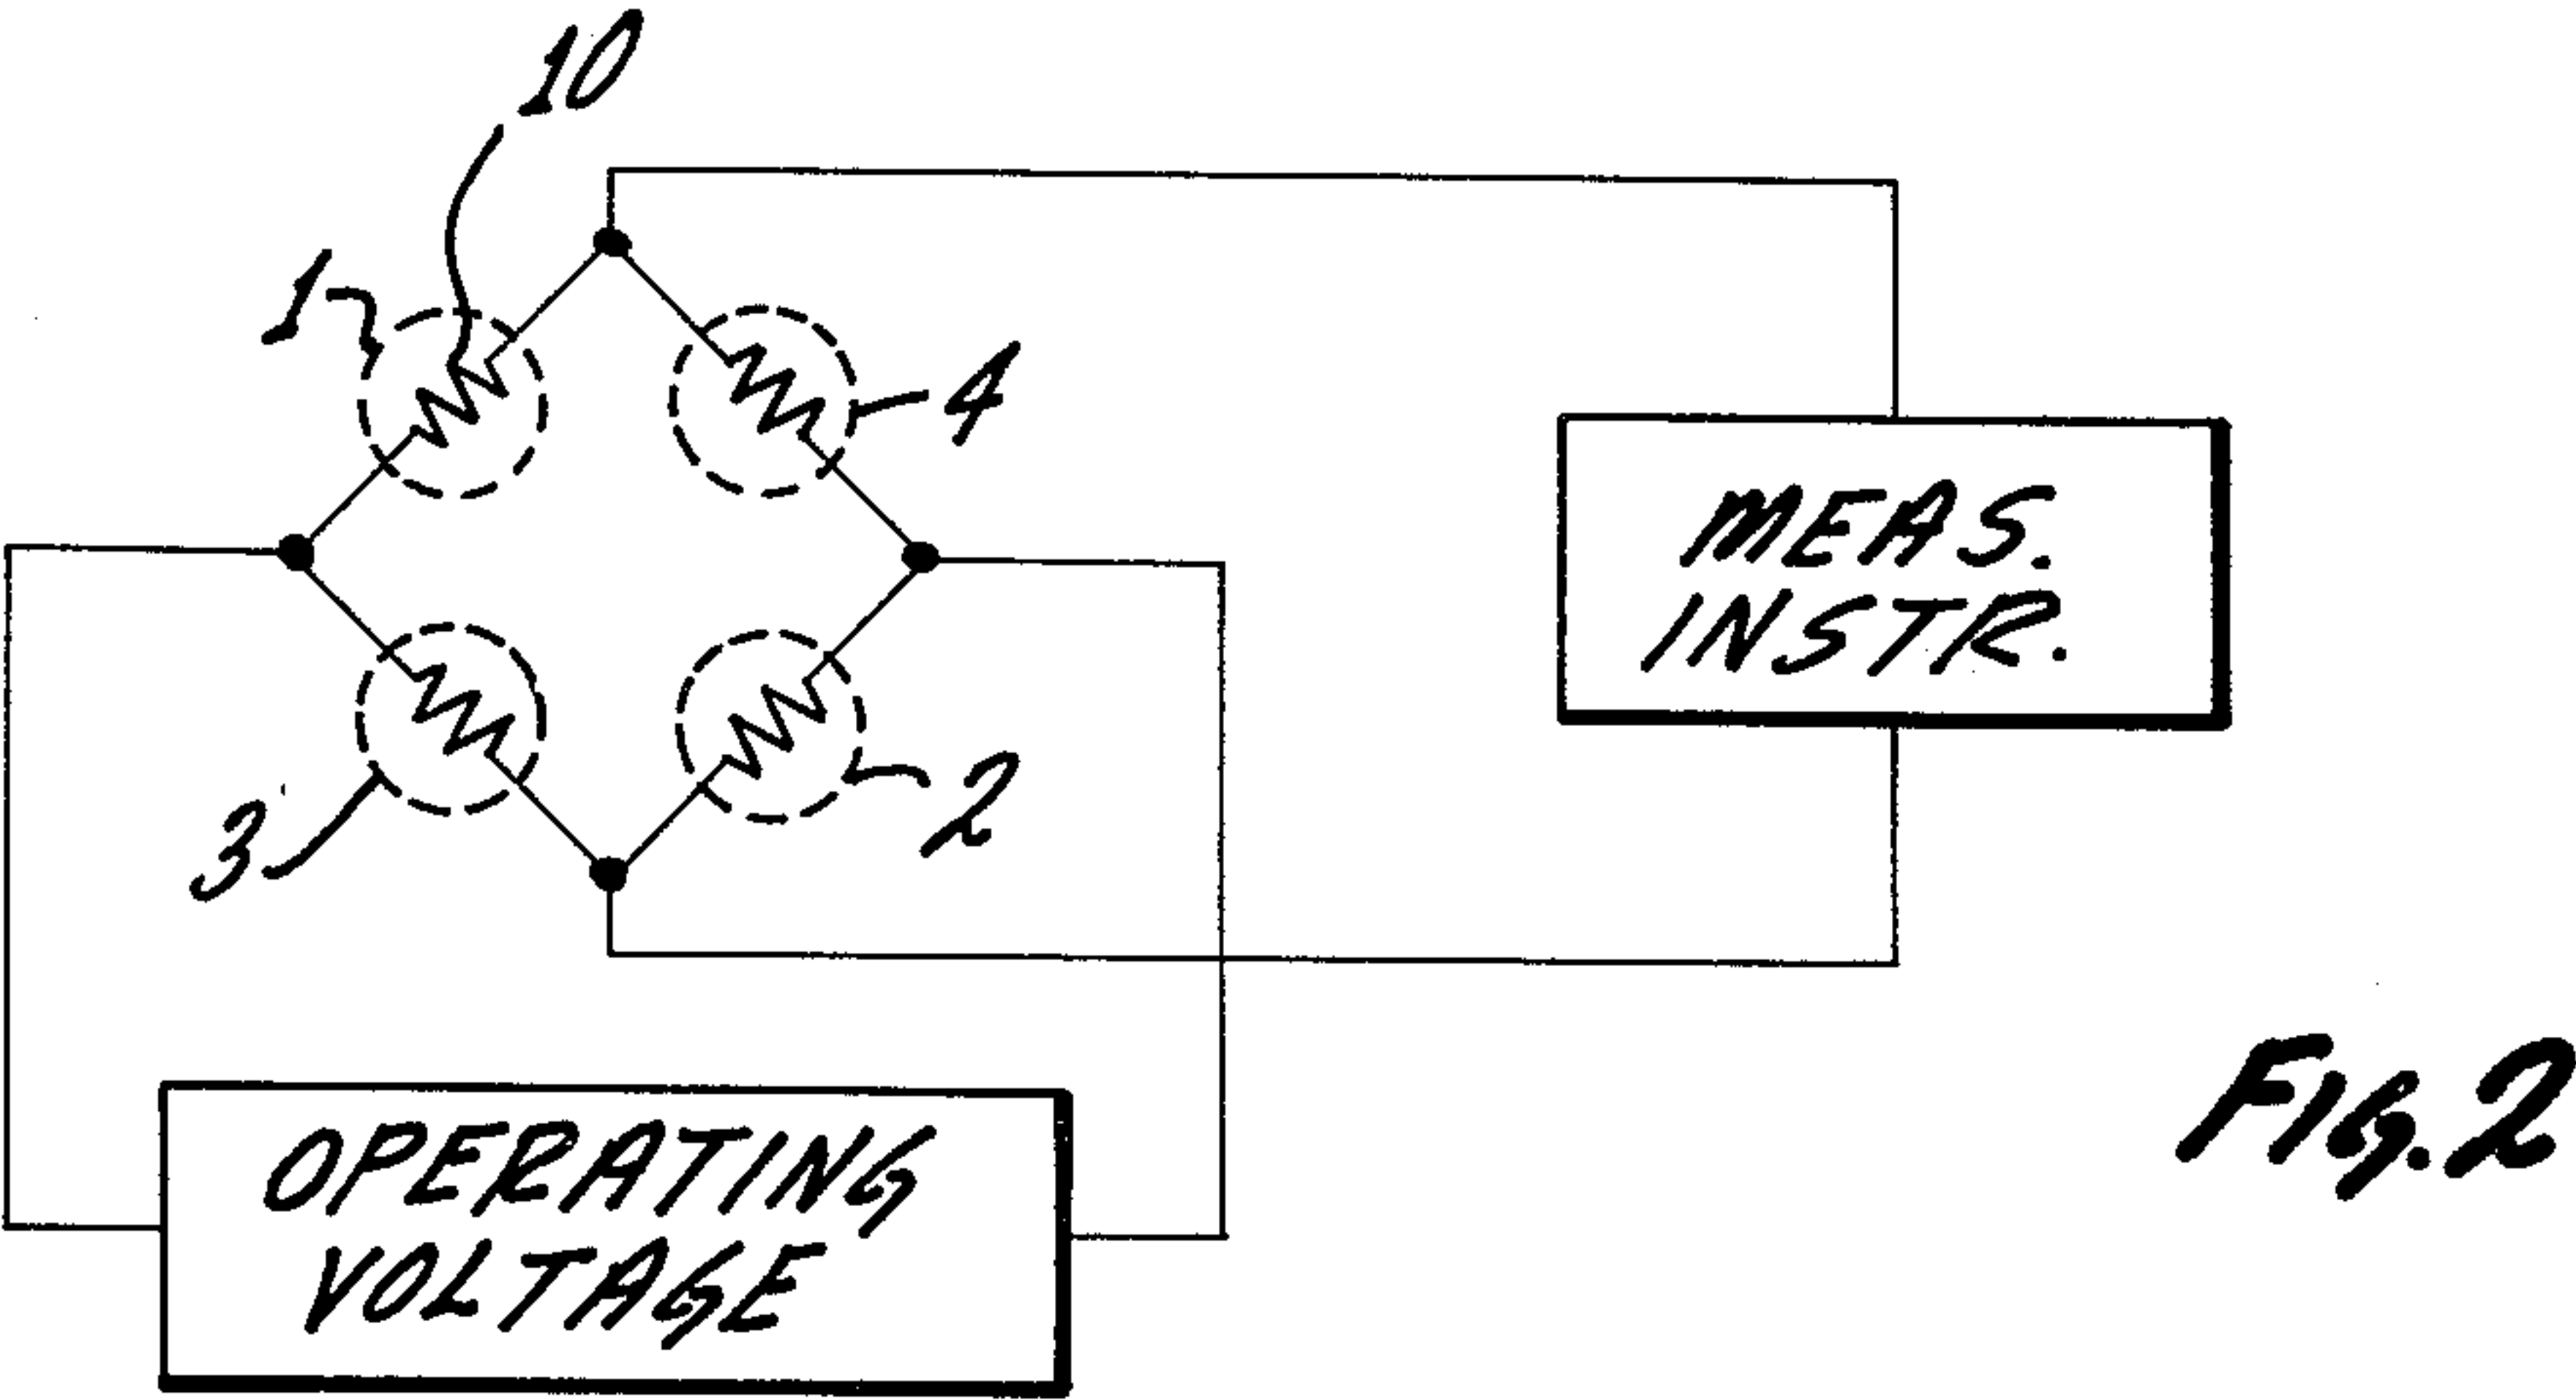 10
1
4
MEAS.
INSTR.
3
2
OPERATING
VOLTAGE
FIG. 2